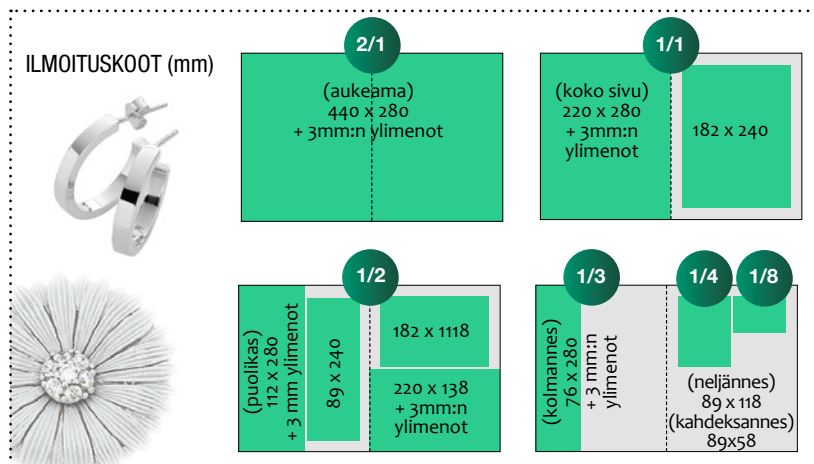 ILMOITUSKOOT (mm)
2/1
(aukeama)
440 x 280
+ 3mm:n ylimenot
1/1
(koko sivu)
220 x 280
+ 3mm:n
ylimenot
182 x 240
1/2
(puolikas)
112 x 280
+ 3 mm ylimenot
89 x 240
182 x 1118
220 x 138
+ 3mm:n
ylimenot
1/3
(kolmannes)
76 x 280
+ 3 mm:n
ylimenot
1/4
1/8
(neljännes)
89 x 118
(kahdeksannes)
89x58